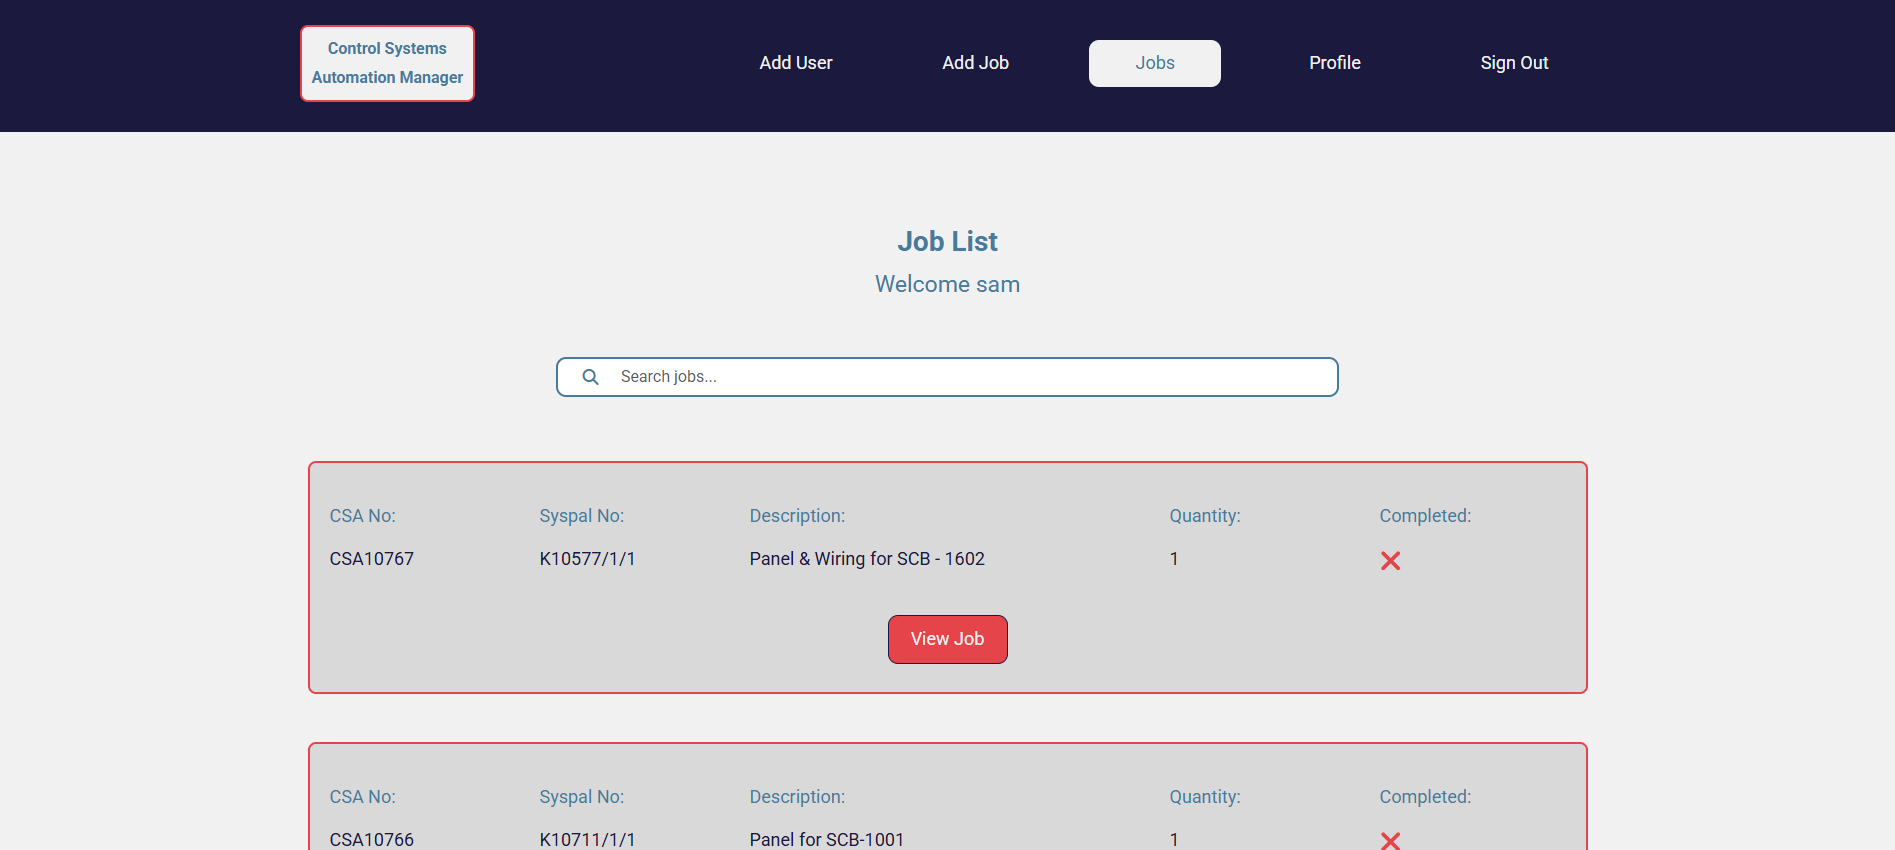 Control Systems
Automation Manager
Add User
Add Job
Jobs
Profile
Sign Out
Job List
Welcome sam
Search jobs...
CSA No: Syspal No: Description: Quantity: Completed:
CSA10767 K10577/1/1 Panel & Wiring for SCB - 1602 1
View Job
CSA No: Syspal No: Description: Quantity: Completed:
CSA10766 K10711/1/1 Panel for SCB-1001 1